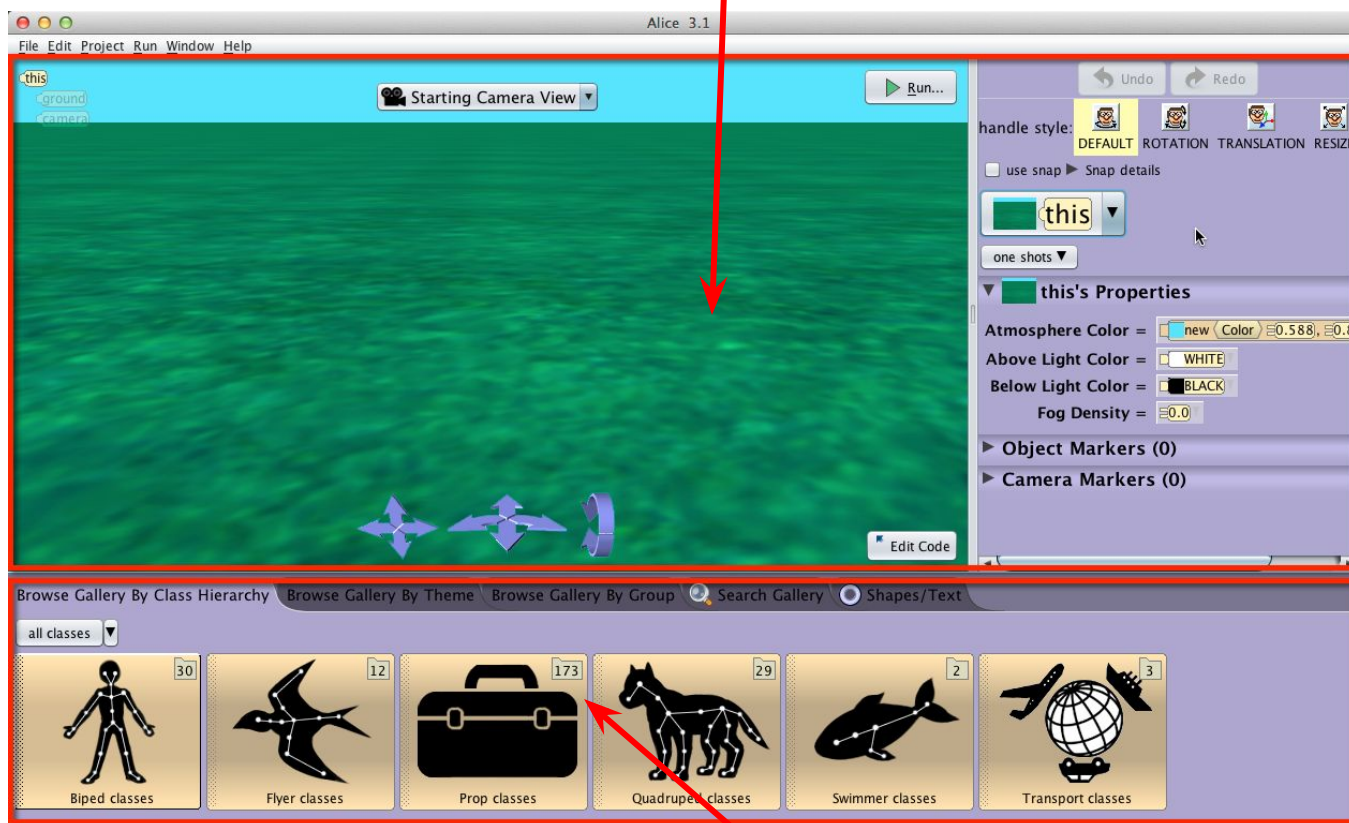 Alice 3.1
File Edit Project Run Window Help
this
ground
camera
Starting Camera View
Run...
Undo Redo
handle style:
DEFAULT ROTATION TRANSLATION
use snap Snap details
this
one shots
this's Properties
Atmosphere Color = new Color 0.588,
Above Light Color = WHITE
Below Light Color = BLACK
Fog Density = 0.0
Object Markers (0)
Camera Markers (0)
Edit Code
Browse Gallery By Class Hierarchy Browse Gallery By Theme Browse Gallery By Group Search Gallery Shapes/Text
all classes
30 12 173 29 2 3
Biped classes Flyer classes Prop classes Quadruped classes Swimmer classes Transport classes